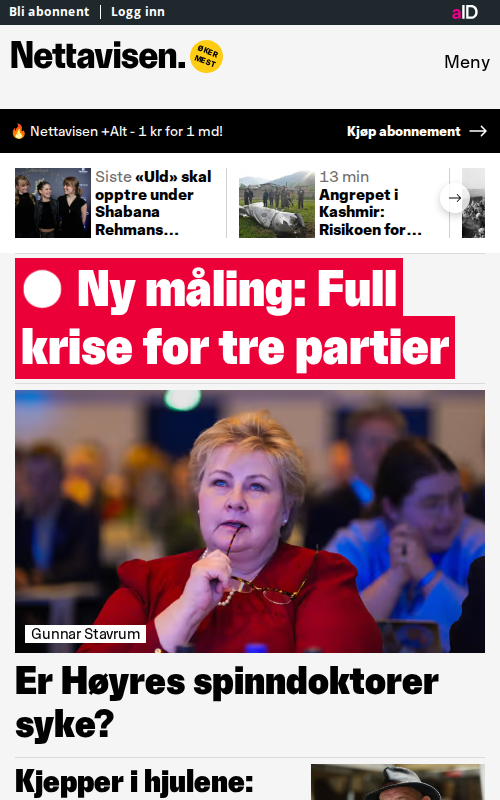 Bli abonnent
Logg inn
aID
Nettavisen.
ØKER
MEST
Meny
Nettavisen +Alt - 1 kr for 1 md!
Kjøp abonnement
Siste «Uld» skal
opptre under
Shabana
Rehmans...
13 min
Angrepet i
Kashmir:
Risikoen for...
Ny måling: Full
krise for tre partier
Gunnar Stavrum
Er Høyres spinndoktorer
syke?
Kjepper i hjulene: